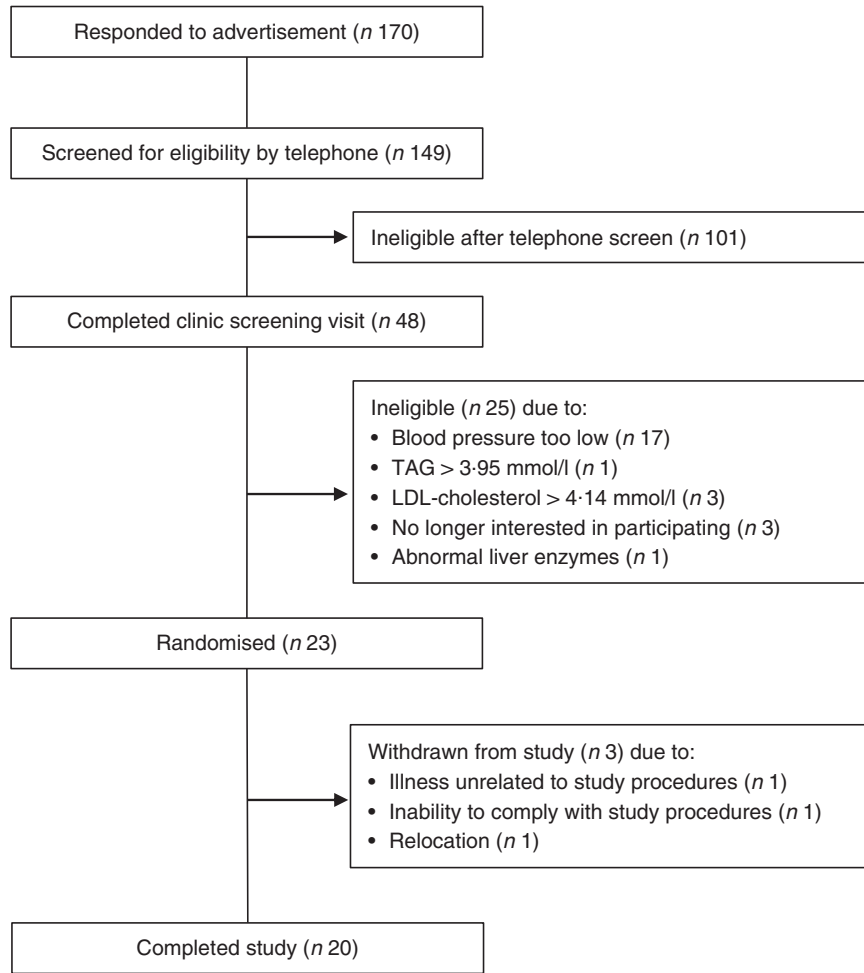 Responded to advertisement (n 170)
Screened for eligibility by telephone (n 149)
Ineligible after telephone screen (n 101)
Completed clinic screening visit (n 48)
Ineligible (n 25) due to:
• Blood pressure too low (n 17)
• TAG > 3·95 mmol/l (n 1)
• LDL-cholesterol > 4·14 mmol/l (n 3)
• No longer interested in participating (n 3)
• Abnormal liver enzymes (n 1)
Randomised (n 23)
Withdrawn from study (n 3) due to:
• Illness unrelated to study procedures (n 1)
• Inability to comply with study procedures (n 1)
• Relocation (n 1)
Completed study (n 20)